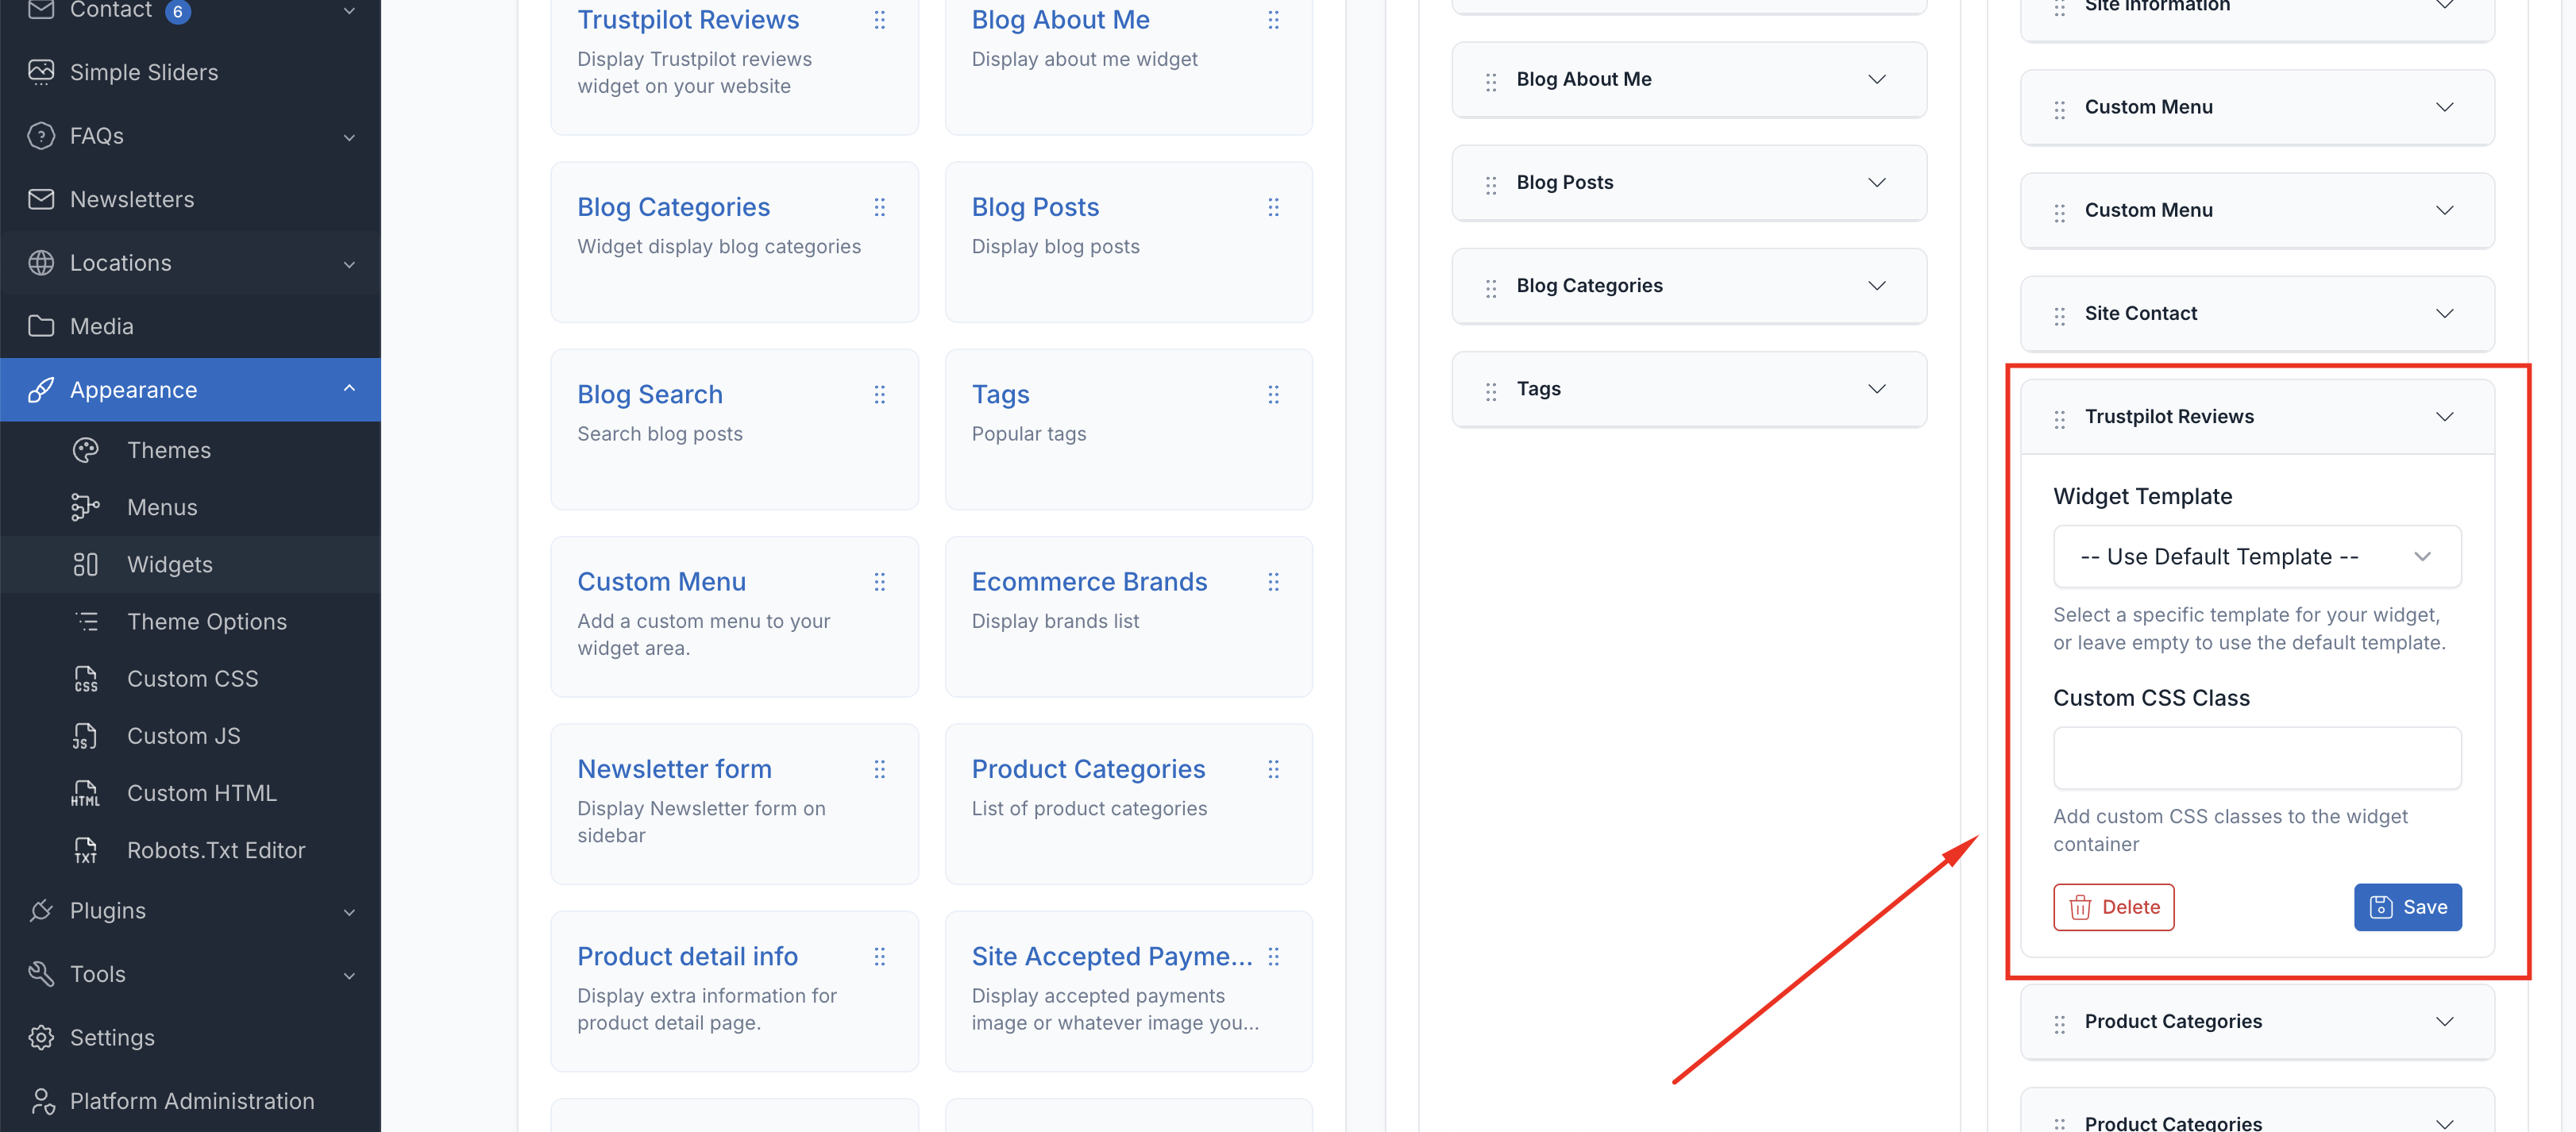 Contact 6
Simple Sliders
FAQs
Newsletters
Locations
Media
Appearance
Themes
Menus
Widgets
Theme Options
CSS Custom CSS
JS Custom JS
HTML Custom HTML
TXT Robots.Txt Editor
Plugins
Tools
Settings
Platform Administration
Trustpilot Reviews
Display Trustpilot reviews
widget on your website
Blog About Me
Display about me widget
Blog Categories
Widget display blog categories
Blog Posts
Display blog posts
Blog Search
Search blog posts
Tags
Popular tags
Custom Menu
Add a custom menu to your
widget area.
Ecommerce Brands
Display brands list
Newsletter form
Display Newsletter form on
sidebar
Product Categories
List of product categories
Product detail info
Display extra information for
product detail page.
Site Accepted Payme...
Display accepted payments
image or whatever image you...
Blog About Me
Blog Posts
Blog Categories
Tags
Site Information
Custom Menu
Custom Menu
Site Contact
Trustpilot Reviews
Widget Template
-- Use Default Template --
Select a specific template for your widget,
or leave empty to use the default template.
Custom CSS Class
Add custom CSS classes to the widget
container
Delete
Save
Product Categories
Product Categories